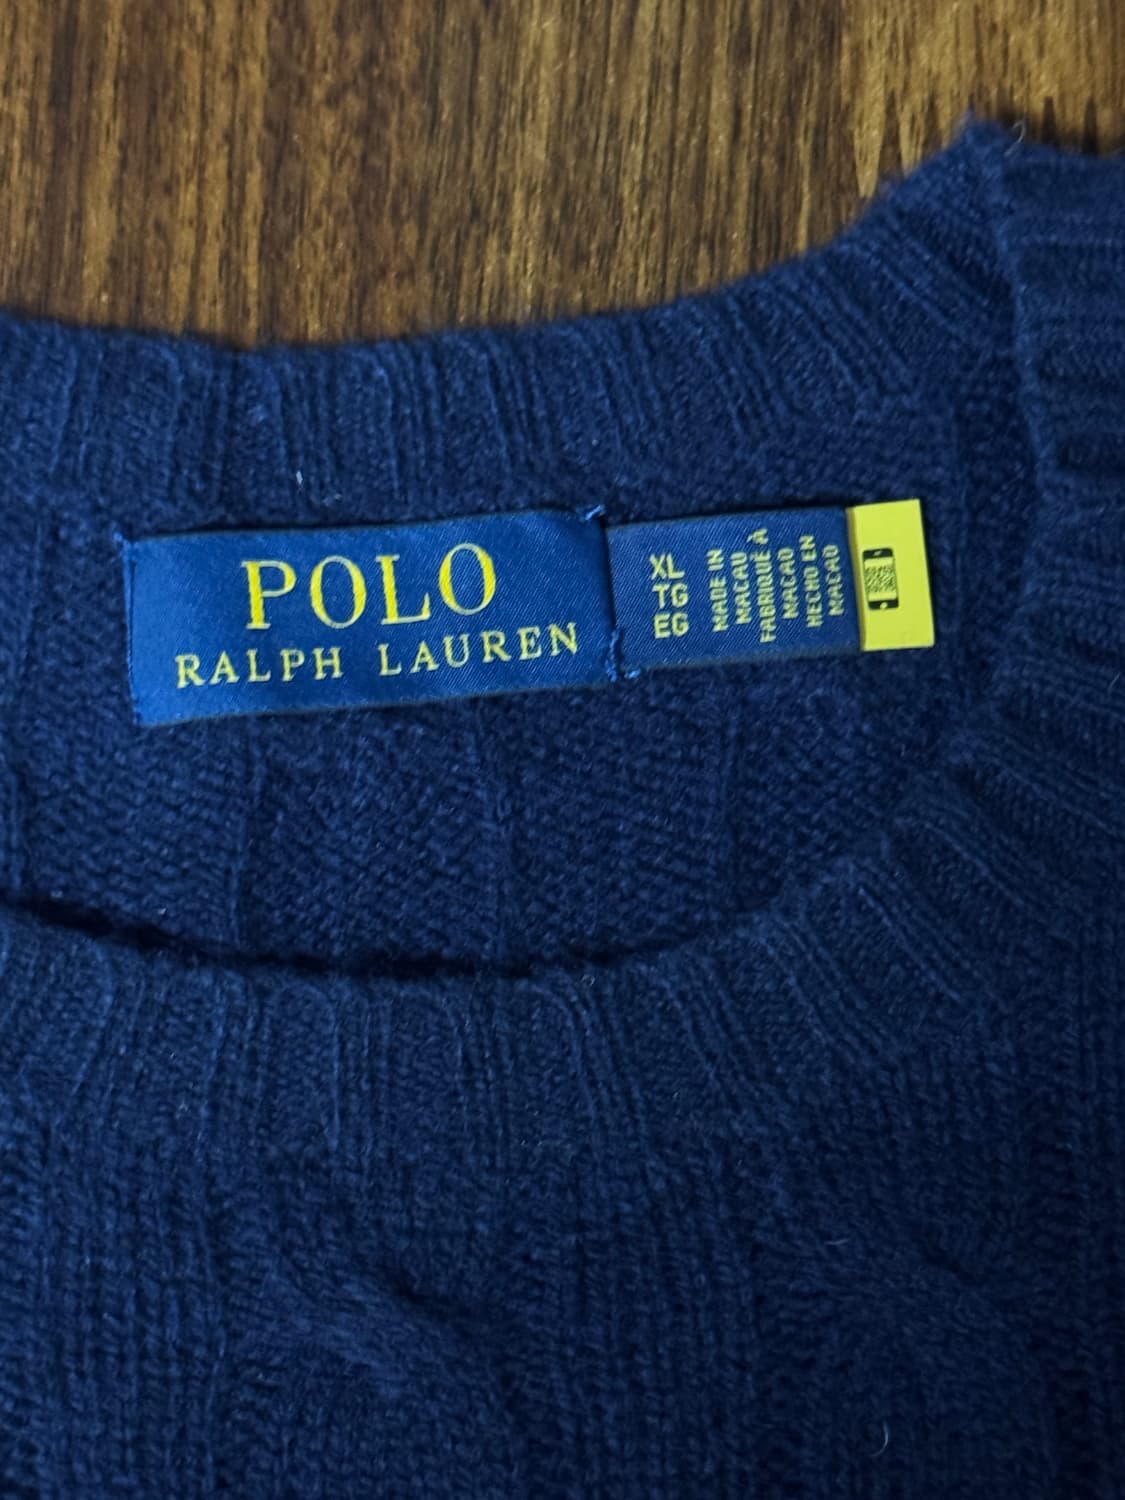 POLO
RALPH LAUREN
XL
TG
EG
MADE IN
MACAU
FABRIQUÉ À
MACAO
HECHO EN
MACAO